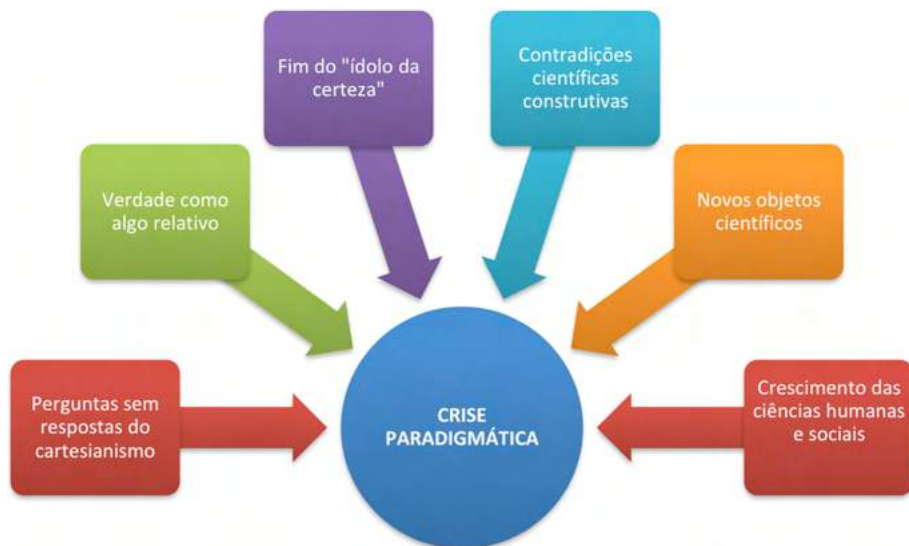 Perguntas sem
respostas do
cartesianismo
Verdade como
algo relativo
Fim do "ídolo da
certeza"
Contradições
científicas
construtivas
Novos objetos
científicos
Crescimento das
ciências humanas
e sociais
CRISE
PARADIGMÁTICA